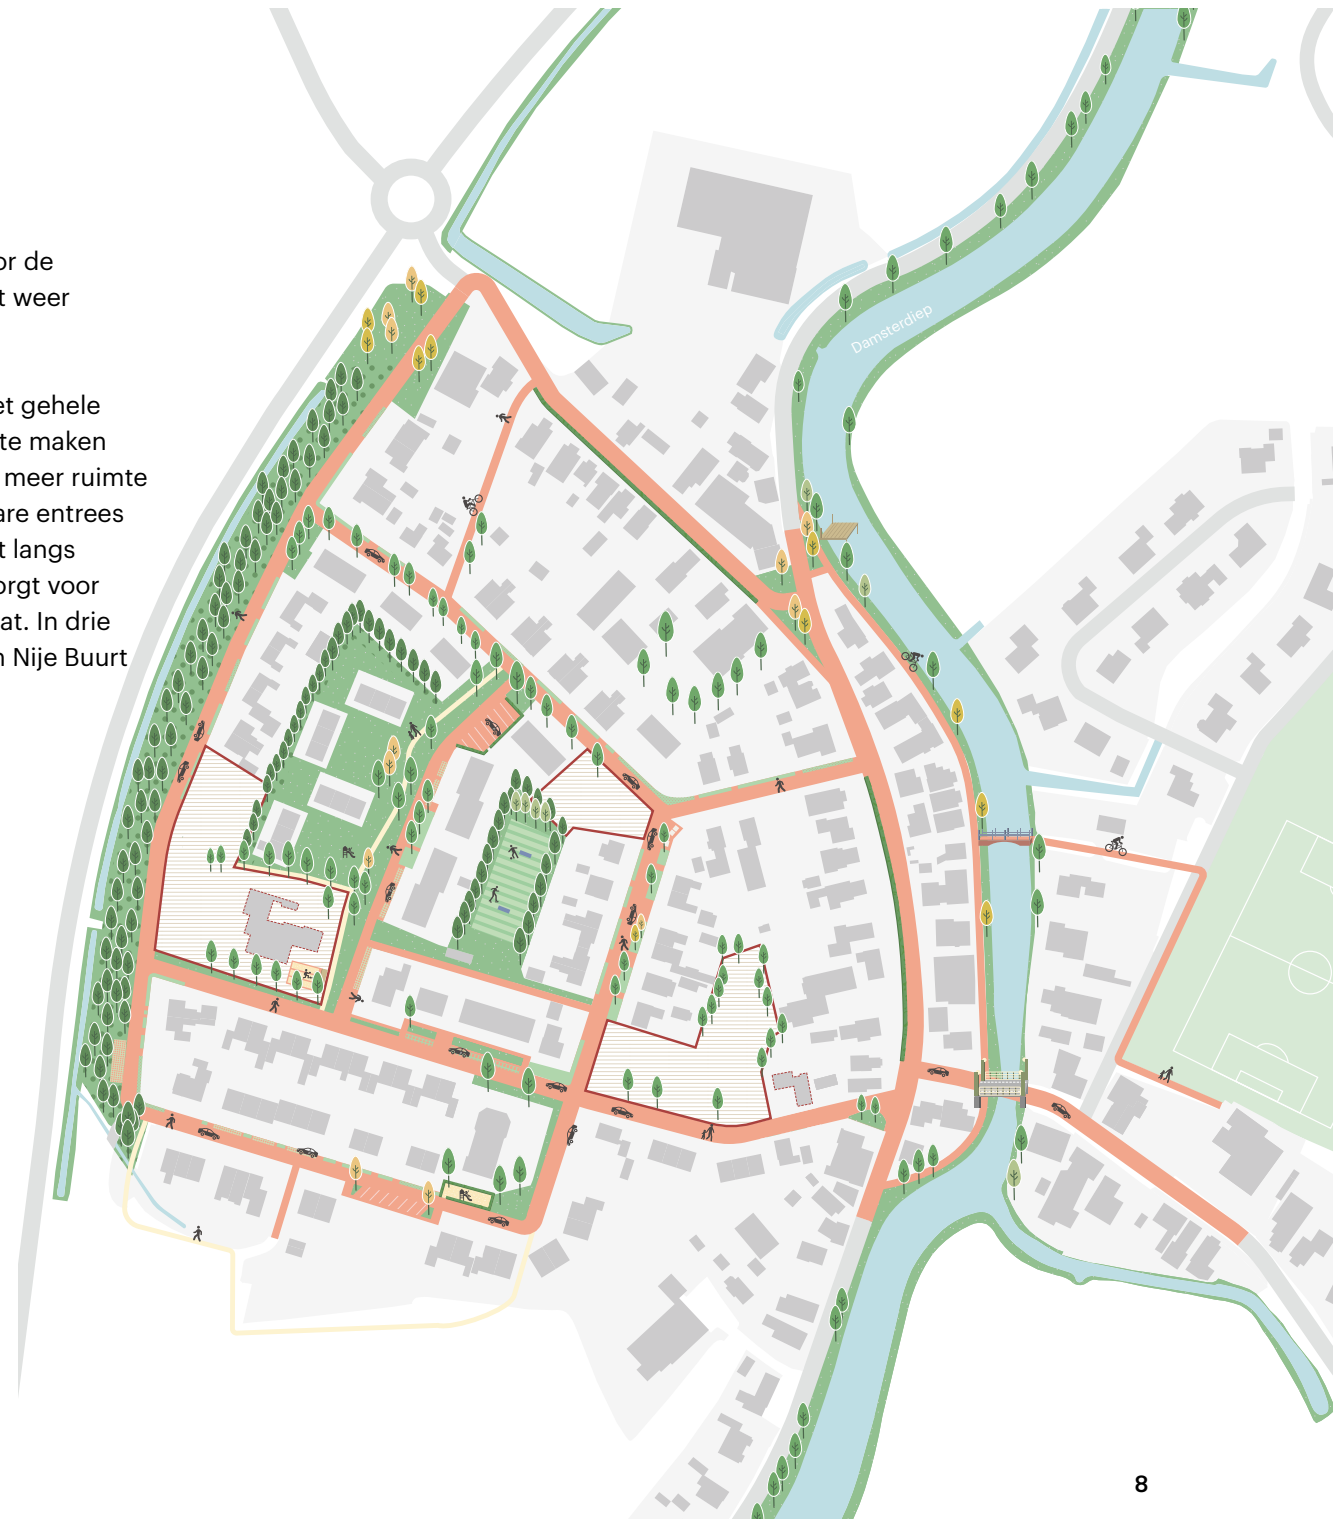 or de
t weer
et gehele
te maken
meer ruimte
are entrees
t langs
orgt voor
at. In drie
n Nije Buurt
Damsterdiep
8